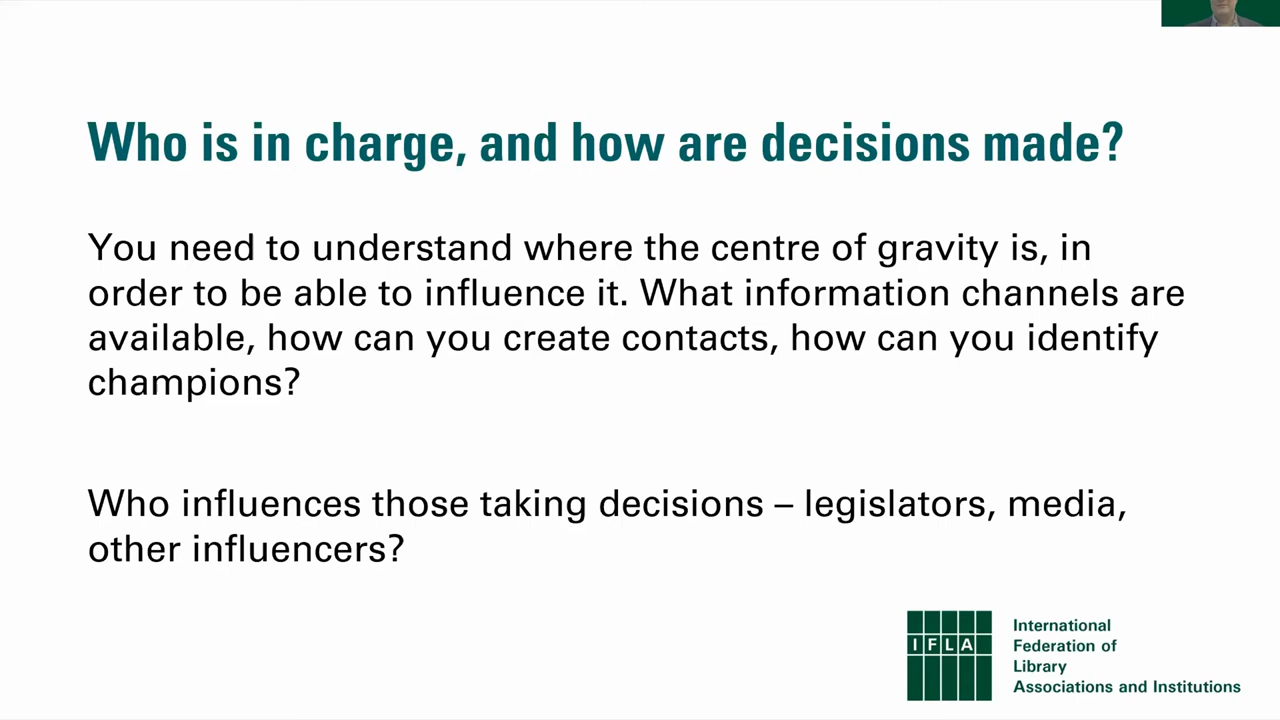 Who is in charge, and how are decisions made?
You need to understand where the centre of gravity is, in
order to be able to influence it. What information channels are
available, how can you create contacts, how can you identify
champions?
Who influences those taking decisions – legislators, media,
other influencers?
IFLA
International
Federation of
Library
Associations and Institutions